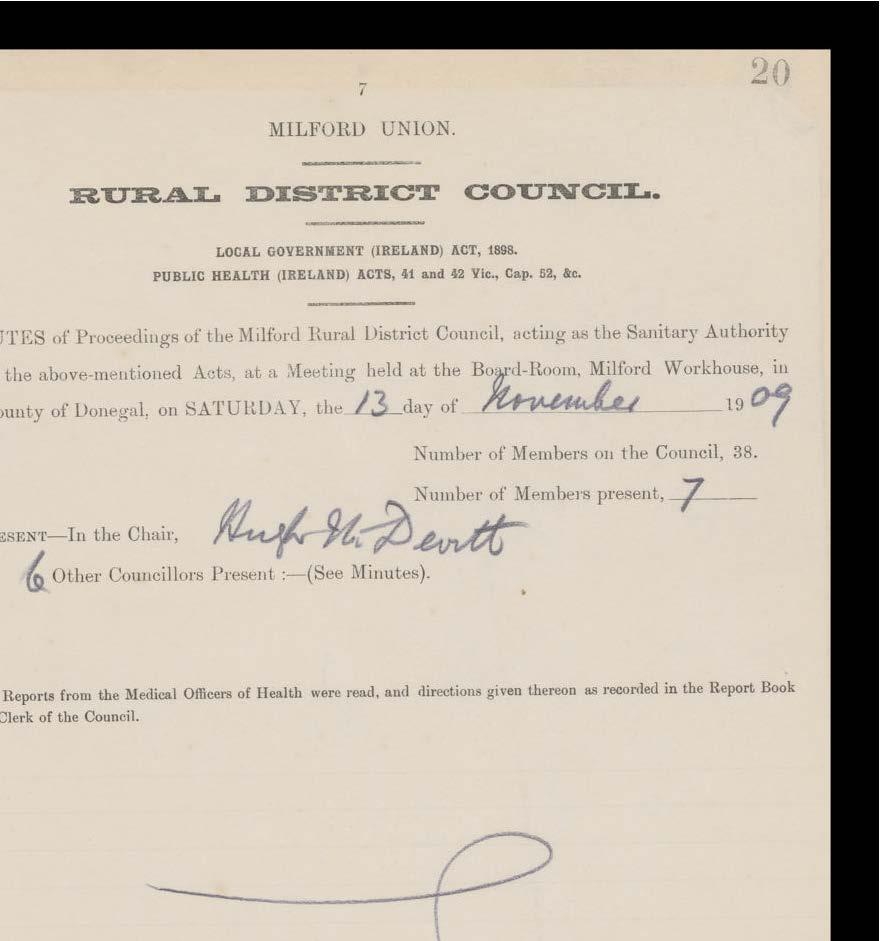 20
7
MILFORD UNION.
RURAL DISTRICT COUNCIL.
LOCAL GOVERNMENT (IRELAND) ACT, 1898.
PUBLIC HEALTH (IRELAND) ACTS, 41 and 42 Vic., Cap. 52, &c.
UTES of Proceedings of the Milford Rural District Council, acting as the Sanitary Authority
the above-mentioned Acts, at a Meeting held at the Board-Room, Milford Workhouse, in
ounty of Donegal, on SATURDAY, the 13 day of November 1909
Number of Members on the Council, 38.
Number of Members present, 7
ESENT—In the Chair, Hugh McDevitt
6 Other Councillors Present :—(See Minutes).
Reports from the Medical Officers of Health were read, and directions given thereon as recorded in the Report Book
Clerk of the Council.